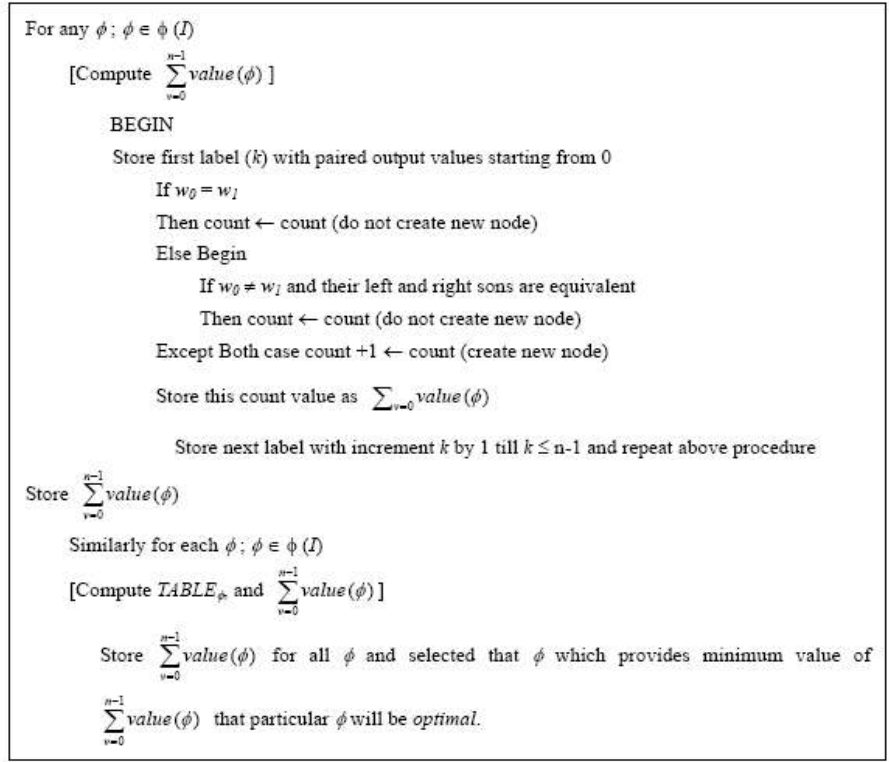 For any ϕ ; ϕ ∈ φ (I)
[Compute ∑_{v=0}^{n−1} value(ϕ) ]
BEGIN
Store first label (k) with paired output values starting from 0
If w₀ = w₁
Then count ← count (do not create new node)
Else Begin
If w₀ ≠ w₁ and their left and right sons are equivalent
Then count ← count (do not create new node)
Except Both case count +1 ← count (create new node)
Store this count value as ∑_{v=0} value(ϕ)
Store next label with increment k by 1 till k ≤ n-1 and repeat above procedure
Store ∑_{v=0}^{n−1} value(ϕ)
Similarly for each ϕ ; ϕ ∈ φ (I)
[Compute TABLE_ϕ, and ∑_{v=0}^{n−1} value(ϕ) ]
Store ∑_{v=0}^{n−1} value(ϕ) for all ϕ and selected that ϕ which provides minimum value of
∑_{v=0}^{n−1} value(ϕ) that particular ϕ will be optimal.